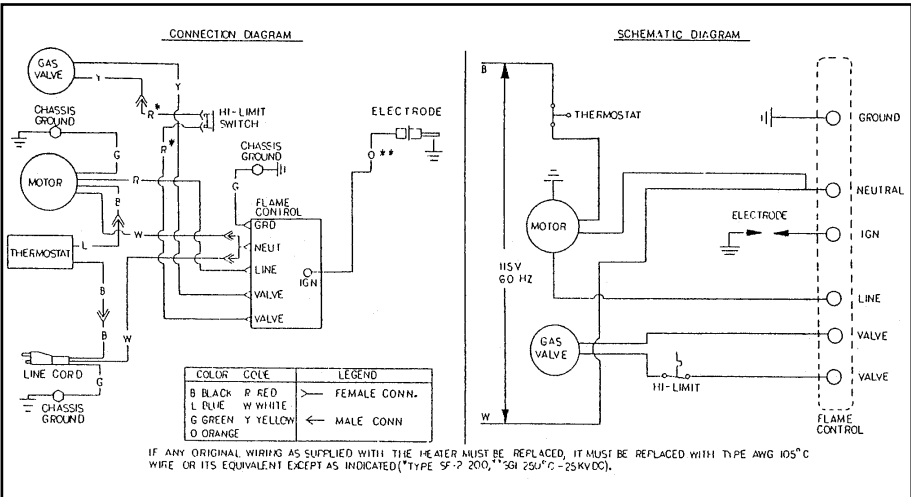 CONNECTION DIAGRAM
GAS
VALVE
Y
Y
R*
HI-LIMIT
SWITCH
R*
CHASSIS
GROUND
G
MOTOR
R
B
W
THERMOSTAT
L
B
B
W
LINE CORD
G
CHASSIS
GROUND
ELECTRODE
O**
CHASSIS
GROUND
G
FLAME
CONTROL
GRD
NEUT
LINE
IGN
VALVE
VALVE
COLOR CODE
B BLACK R RED
L BLUE W WHITE
G GREEN Y YELLOW
O ORANGE
LEGEND
FEMALE CONN.
MALE CONN
SCHEMATIC DIAGRAM
B
THERMOSTAT
GROUND
MOTOR
NEUTRAL
ELECTRODE
IGN
115V
60 HZ
LINE
GAS
VALVE
VALVE
HI-LIMIT
VALVE
W
FLAME
CONTROL
IF ANY ORIGINAL WIRING AS SUPPLIED WITH THE HEATER MUST BE REPLACED, IT MUST BE REPLACED WITH TYPE AWG 105°C
WIRE OR ITS EQUIVALENT EXCEPT AS INDICATED (*TYPE SF-2 200, **SGI 250°C-25KVDC).